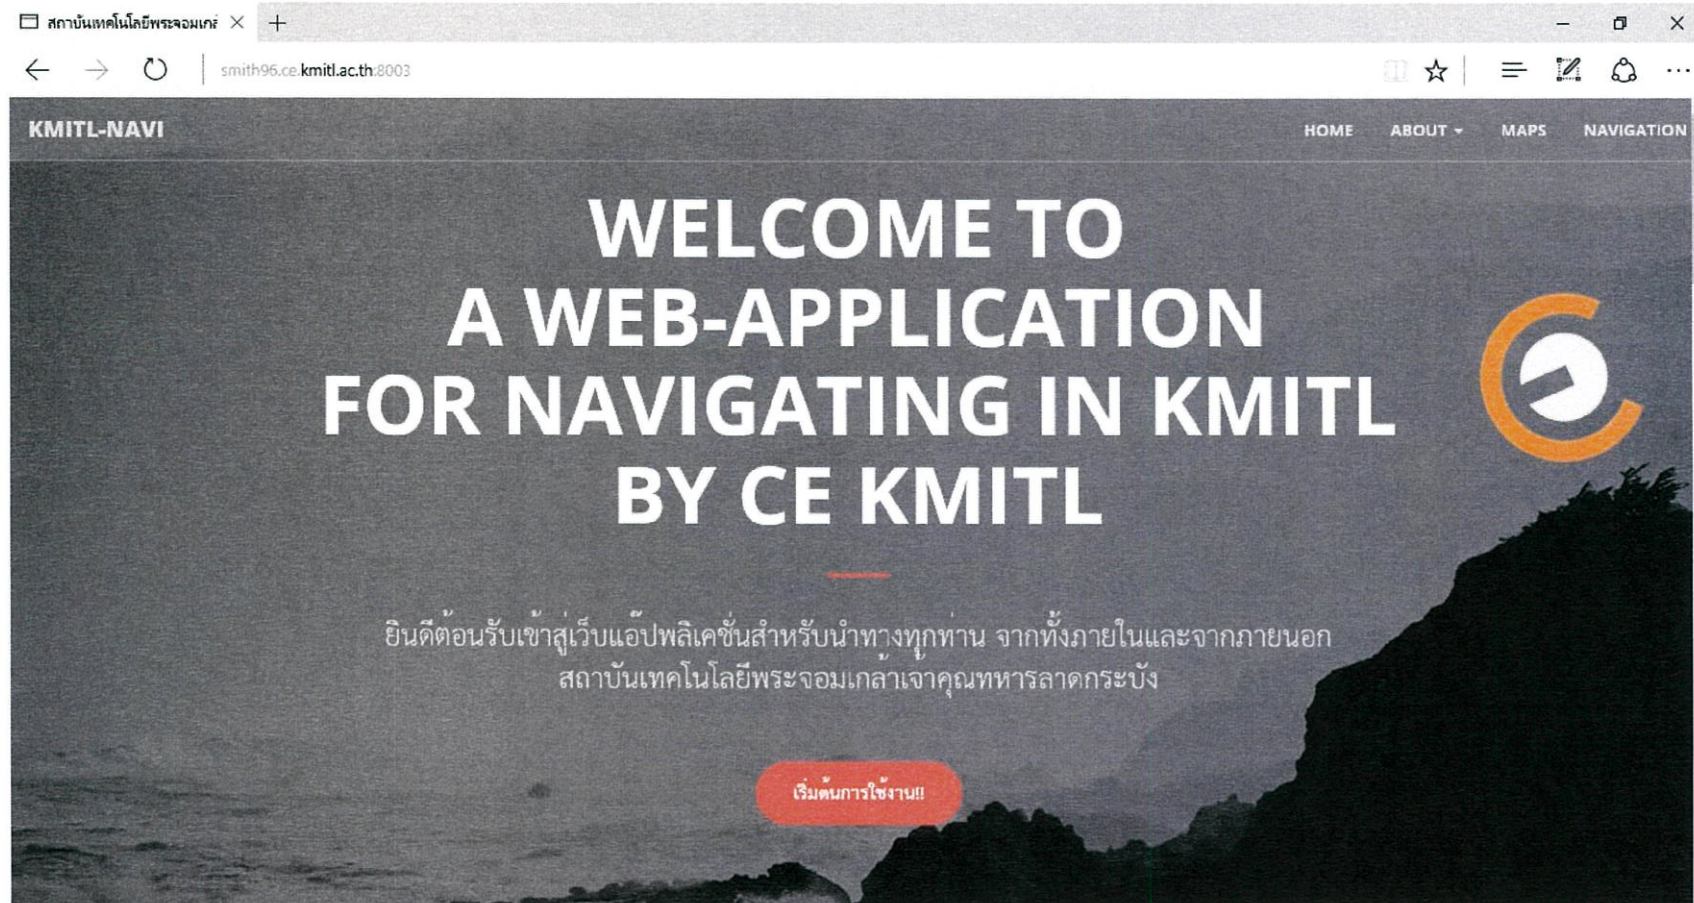 สถาบันเทคโนโลยีพระจอมเกล้
smith96.ce.kmitl.ac.th:8003
KMITL-NAVI
HOME ABOUT MAPS NAVIGATION
WELCOME TO
A WEB-APPLICATION
FOR NAVIGATING IN KMITL
BY CE KMITL
ยินดีต้อนรับเข้าสู่เว็บแอ๊ปพลิเคชั่นสำหรับนำทางทุกท่าน จากทั้งภายในและจากภายนอก
สถาบันเทคโนโลยีพระจอมเกล้าเจ้าคุณทหารลาดกระบัง
เริ่มต้นการใช้งาน!!